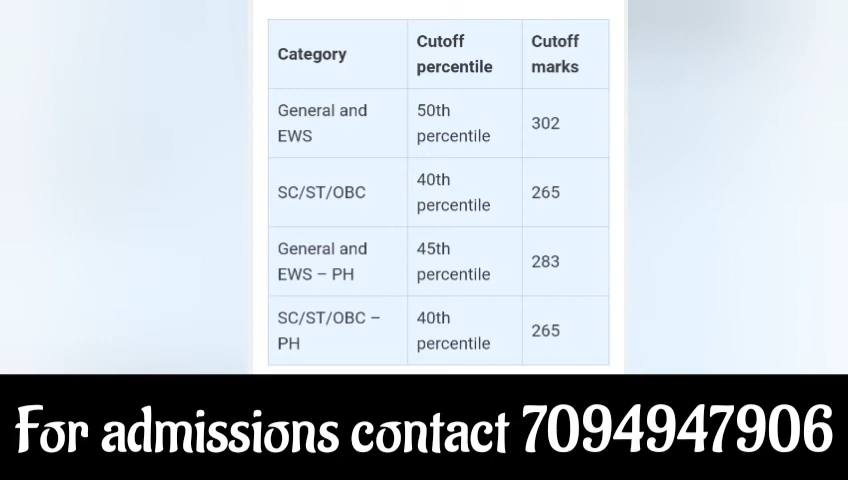 Category Cutoff percentile Cutoff marks
General and EWS 50th percentile 302
SC/ST/OBC 40th percentile 265
General and EWS – PH 45th percentile 283
SC/ST/OBC – PH 40th percentile 265
For admissions contact 7094947906